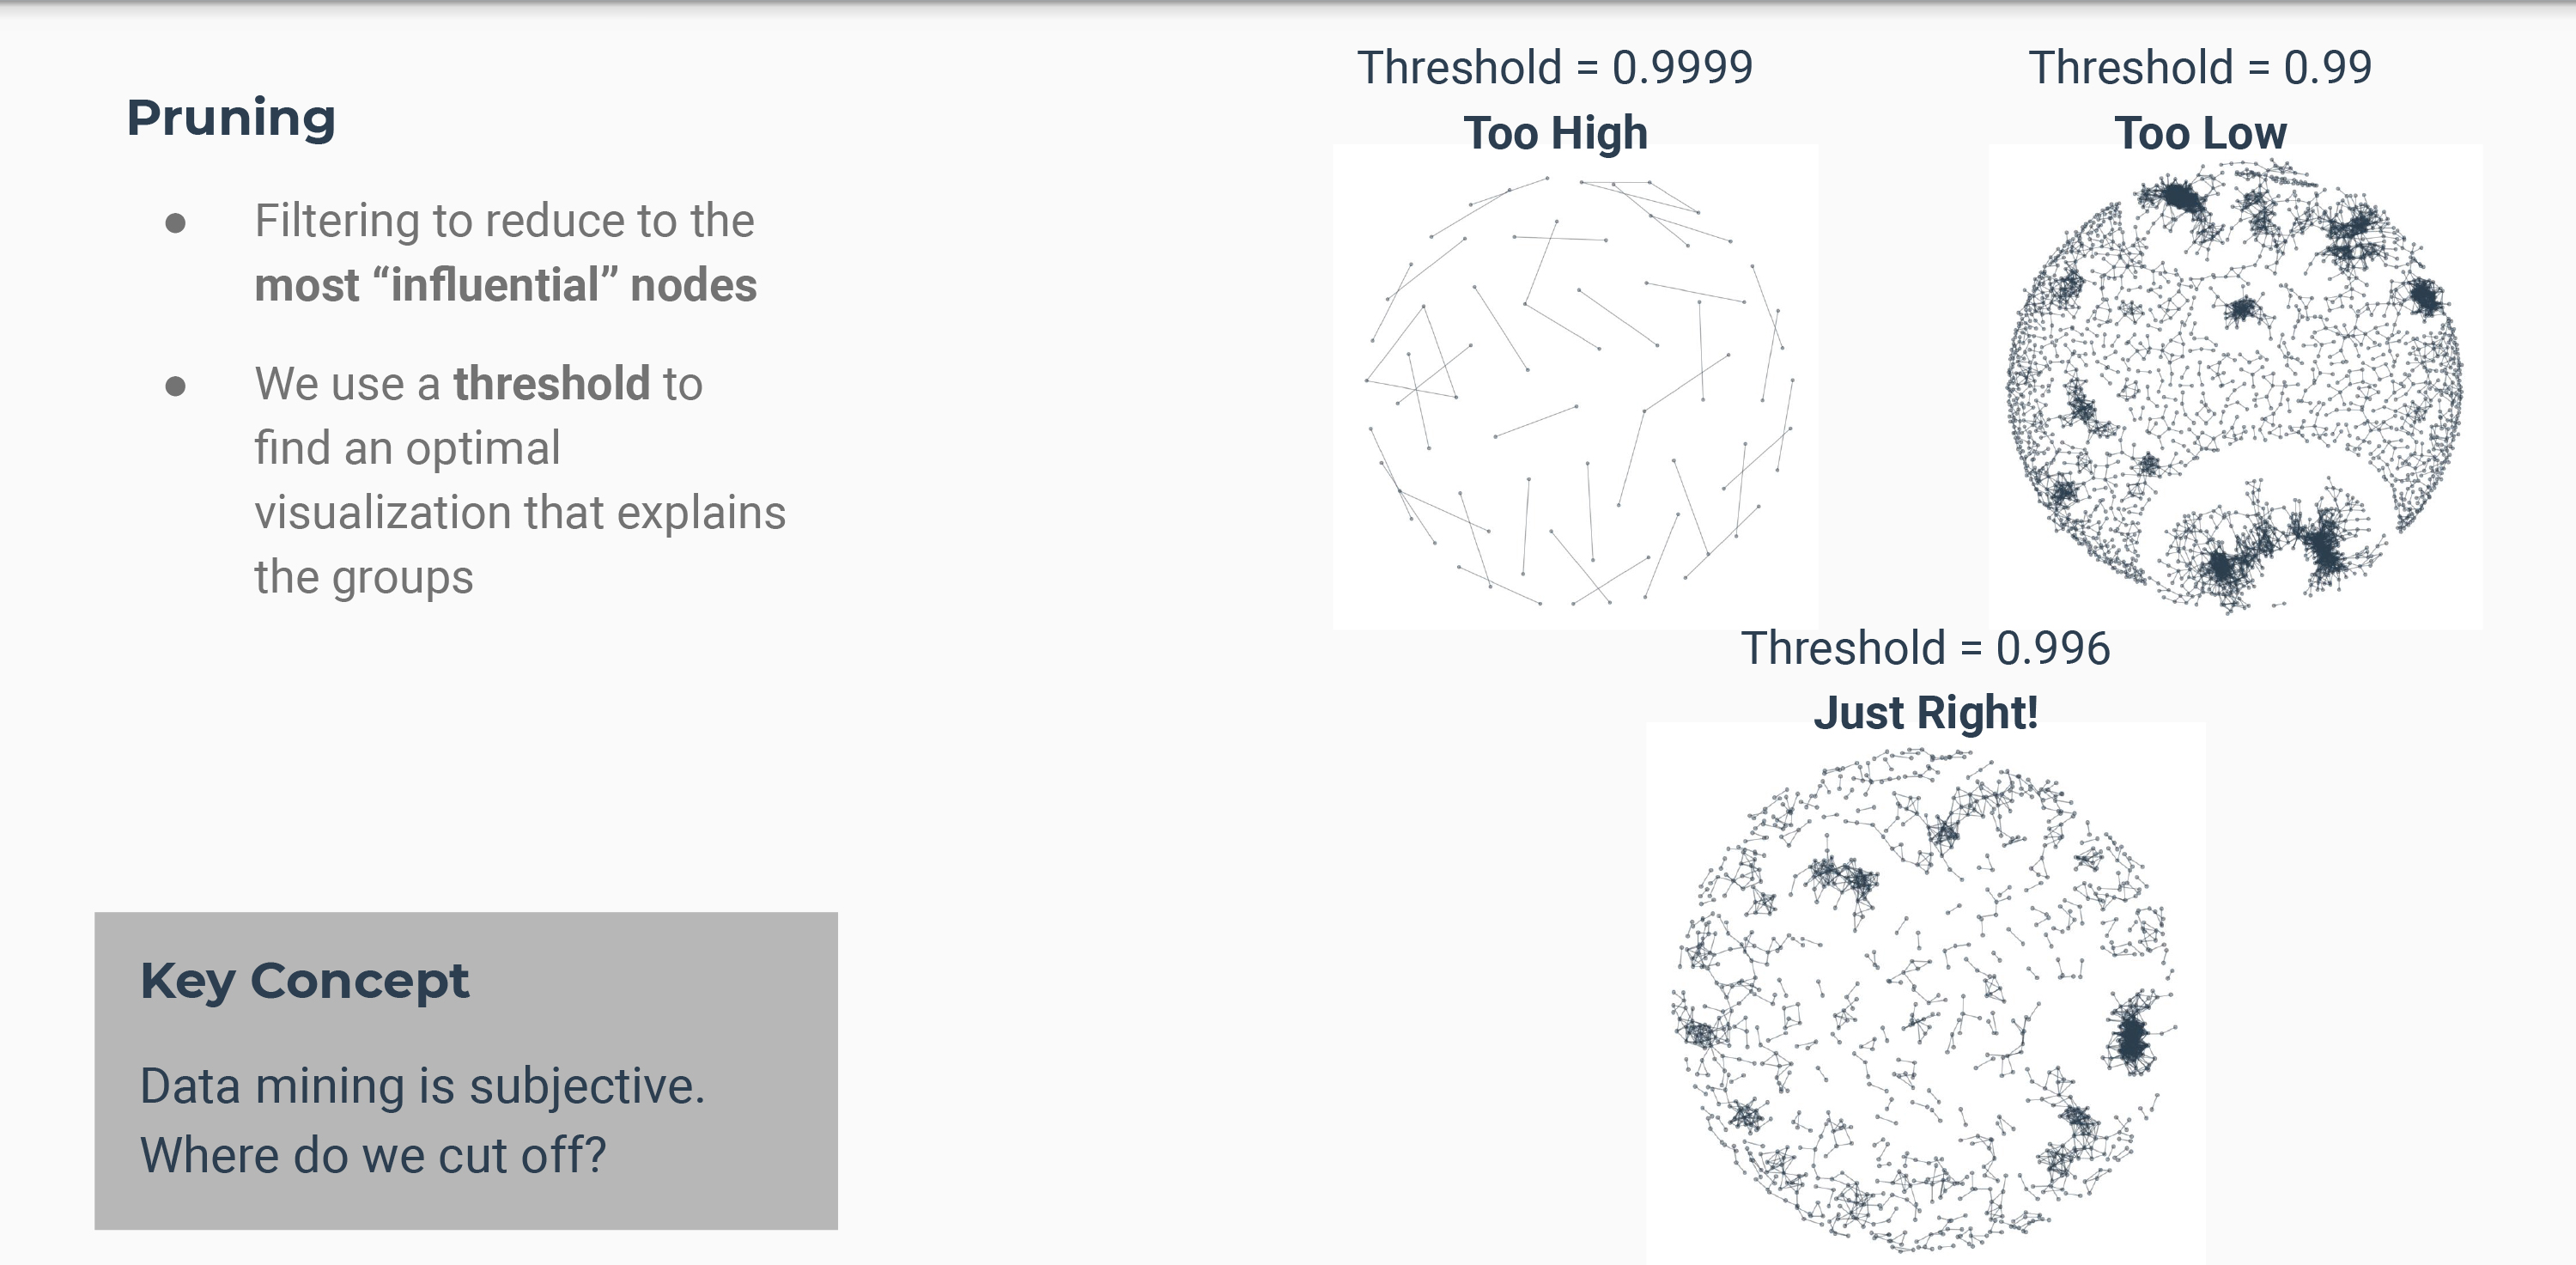 Pruning
● Filtering to reduce to the
most “influential” nodes
● We use a threshold to
find an optimal
visualization that explains
the groups
Key Concept
Data mining is subjective.
Where do we cut off?
Threshold = 0.9999
Too High
Threshold = 0.99
Too Low
Threshold = 0.996
Just Right!